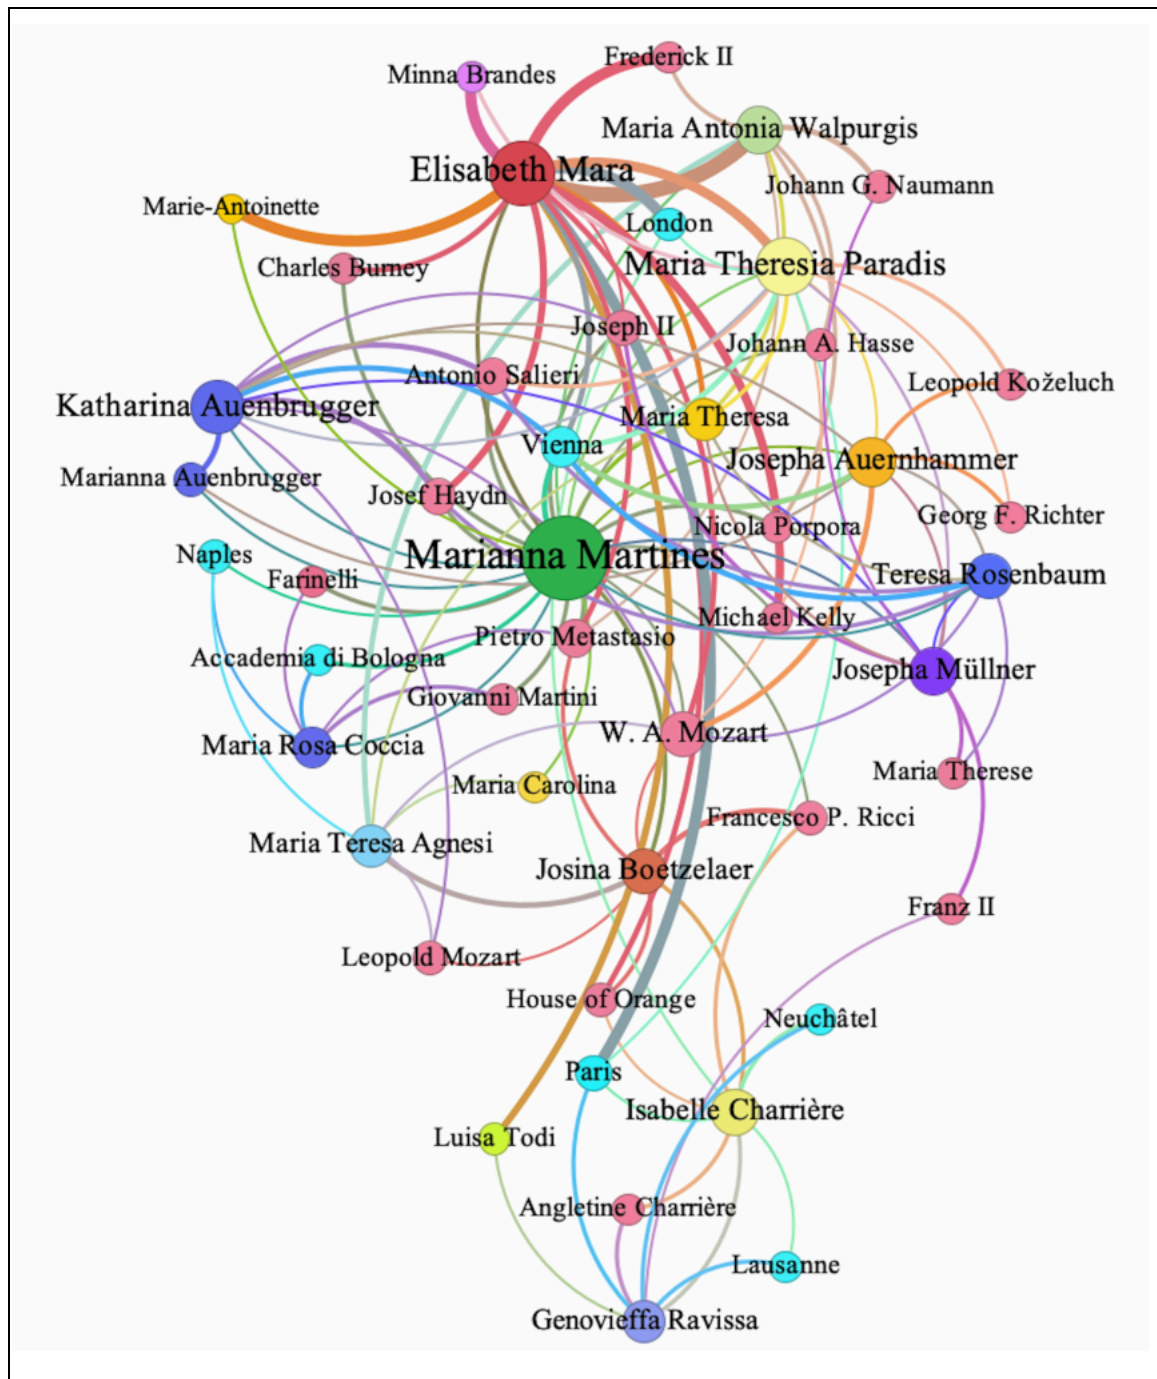 Frederick II
Minna Brandes
Maria Antonia Walpurgis
Elisabeth Mara
Johann G. Naumann
Marie-Antoinette
London
Charles Burney
Maria Theresia Paradis
Joseph II
Johann A. Hasse
Antonio Salieri
Leopold Koželuch
Katharina Auenbrugger
Maria Theresa
Vienna
Josepha Auernhammer
Marianna Auenbrugger
Josef Haydn
Georg F. Richter
Nicola Porpora
Naples
Marianna Martines
Farinelli
Teresa Rosenbaum
Michael Kelly
Pietro Metastasio
Accademia di Bologna
Josepha Müllner
Giovanni Martini
W. A. Mozart
Maria Rosa Coccia
Maria Therese
Maria Carolina
Francesco P. Ricci
Maria Teresa Agnesi
Josina Boetzelaer
Franz II
Leopold Mozart
House of Orange
Neuchâtel
Paris
Isabelle Charrière
Luisa Todi
Angletine Charrière
Lausanne
Genovieffa Ravissa